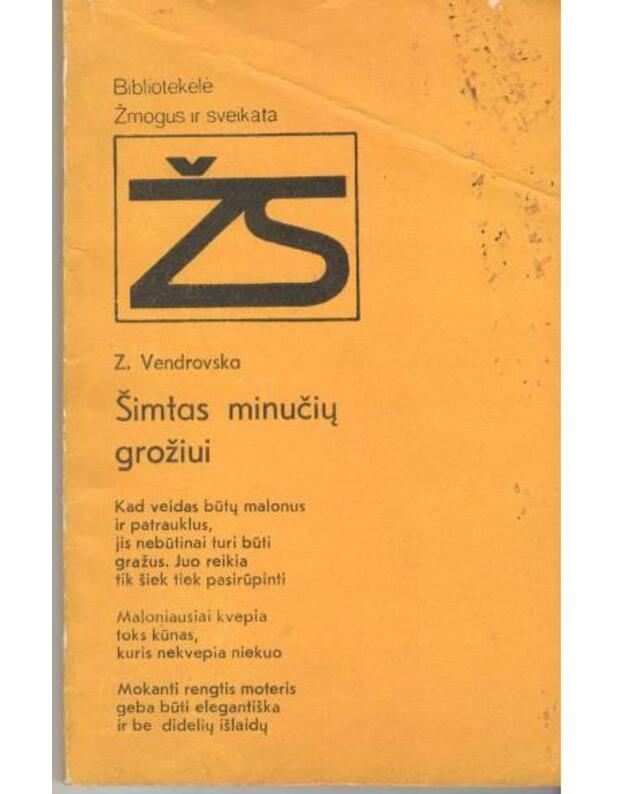 Bibliotekėlė
Žmogus ir sveikata
ŽS
Z. Vendrovska
Šimtas minučių
grožiui
Kad veidas būtų malonus
ir patrauklus,
jis nebūtinai turi būti
gražus. Juo reikia
tik šiek tiek pasirūpinti
Maloniausiai kvepia
toks kūnas,
kuris nekvepia niekuo
Mokanti rengtis moteris
geba būti elegantiška
ir be didelių išlaidų